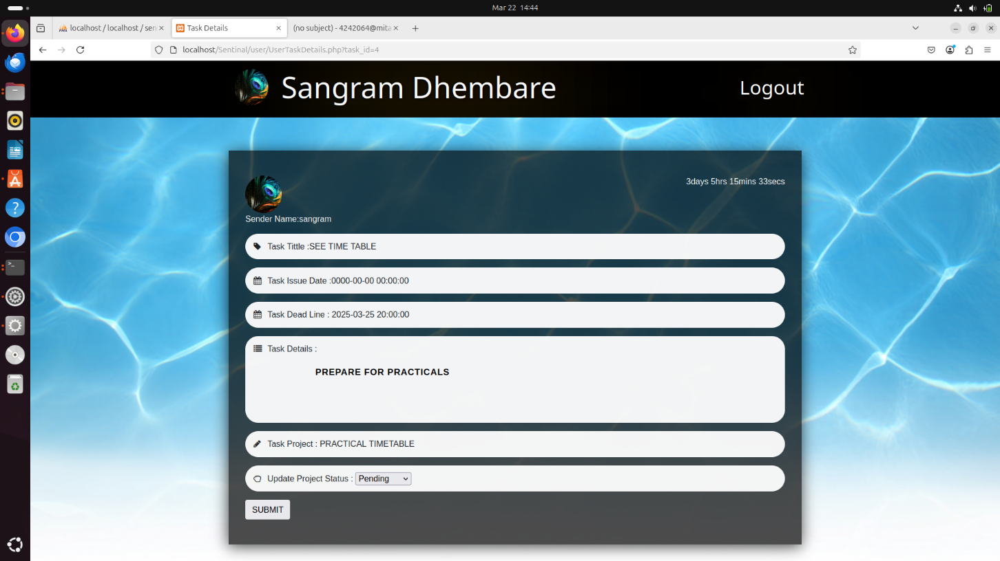 Mar 22 14:44
localhost / localhost / sen
Task Details
(no subject) - 4242064@mita
localhost/Sentinal/user/UserTaskDetails.php?task_id=4
Sangram Dhembare
Logout
3days 5hrs 15mins 33secs
Sender Name:sangram
Task Tittle :SEE TIME TABLE
Task Issue Date :0000-00-00 00:00:00
Task Dead Line : 2025-03-25 20:00:00
Task Details :
PREPARE FOR PRACTICALS
Task Project : PRACTICAL TIMETABLE
Update Project Status : Pending
SUBMIT